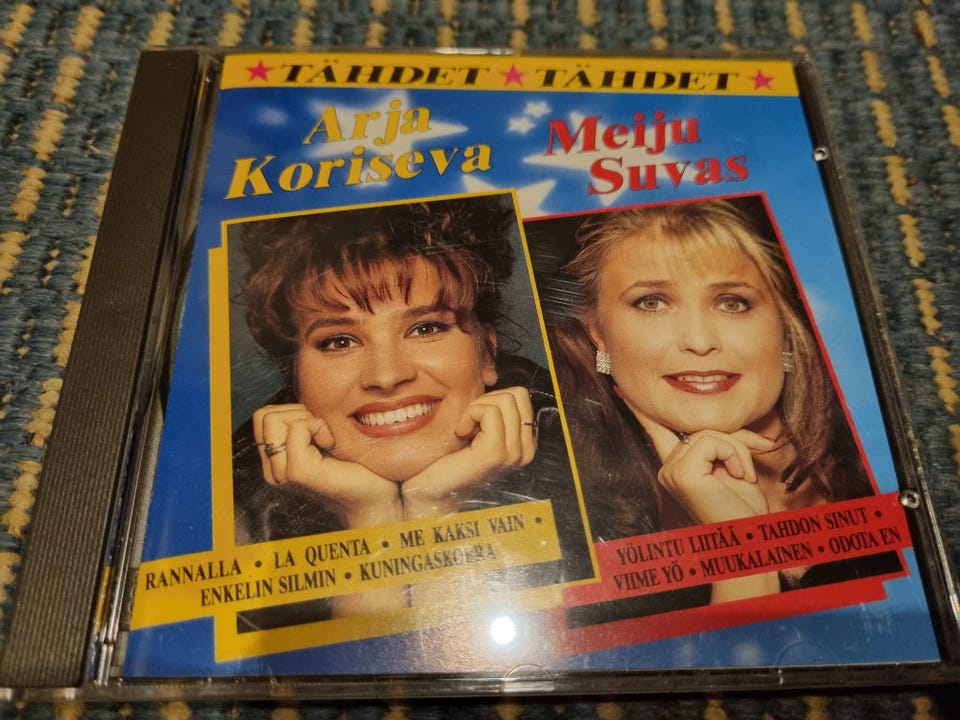 TÄHDET ★ TÄHDET
Arja
Koriseva
Meiju
Suvas
RANNALLA • LA QUENTA • ME KAKSI VAIN •
ENKELIN SILMIN • KUNINGASKOBRA
YÖLINTU LIITÄÄ • TAHDON SINUT •
VIIME YÖ • MUUKALAINEN • ODOTA EN